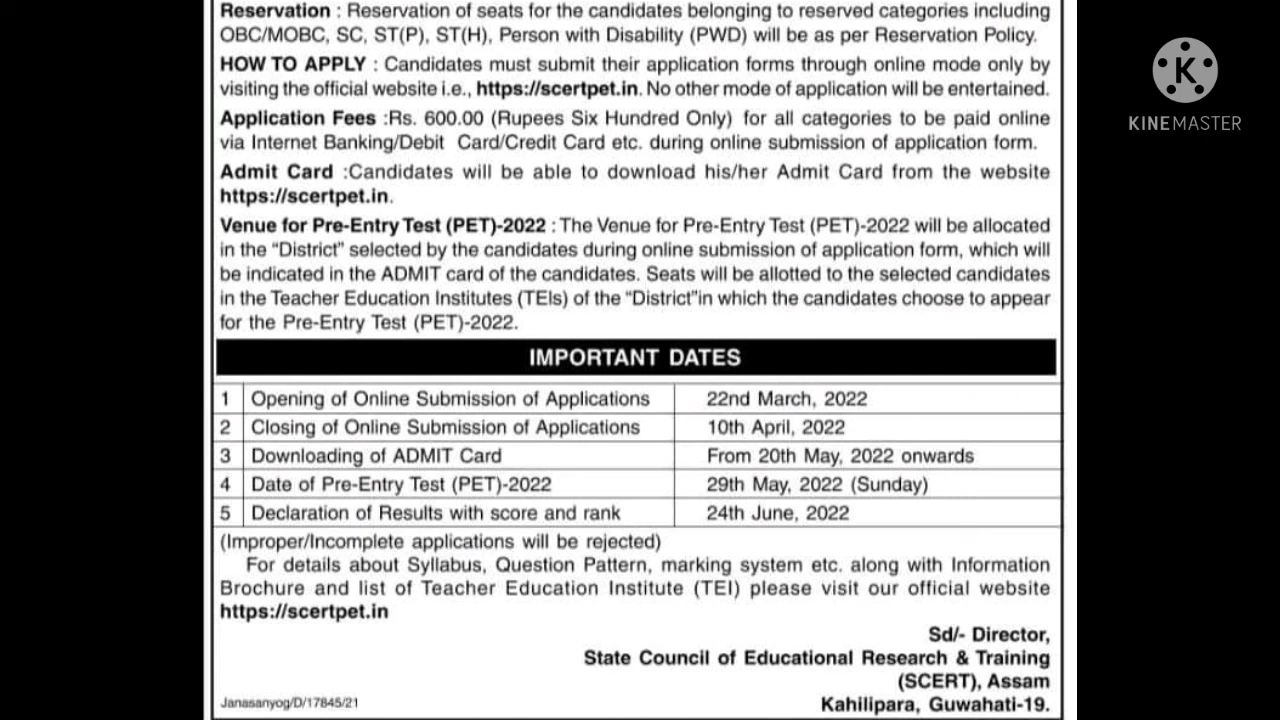 Reservation : Reservation of seats for the candidates belonging to reserved categories including
OBC/MOBC, SC, ST(P), ST(H), Person with Disability (PWD) will be as per Reservation Policy.
HOW TO APPLY : Candidates must submit their application forms through online mode only by
visiting the official website i.e., https://scertpet.in. No other mode of application will be entertained.
Application Fees :Rs. 600.00 (Rupees Six Hundred Only) for all categories to be paid online
via Internet Banking/Debit Card/Credit Card etc. during online submission of application form.
Admit Card :Candidates will be able to download his/her Admit Card from the website
https://scertpet.in.
Venue for Pre-Entry Test (PET)-2022 : The Venue for Pre-Entry Test (PET)-2022 will be allocated
in the “District” selected by the candidates during online submission of application form, which will
be indicated in the ADMIT card of the candidates. Seats will be allotted to the selected candidates
in the Teacher Education Institutes (TEIs) of the “District”in which the candidates choose to appear
for the Pre-Entry Test (PET)-2022.
IMPORTANT DATES
1 Opening of Online Submission of Applications 22nd March, 2022
2 Closing of Online Submission of Applications 10th April, 2022
3 Downloading of ADMIT Card From 20th May, 2022 onwards
4 Date of Pre-Entry Test (PET)-2022 29th May, 2022 (Sunday)
5 Declaration of Results with score and rank 24th June, 2022
(Improper/Incomplete applications will be rejected)
For details about Syllabus, Question Pattern, marking system etc. along with Information
Brochure and list of Teacher Education Institute (TEI) please visit our official website
https://scertpet.in
Sd/- Director,
State Council of Educational Research & Training
(SCERT), Assam
Janasanyog/D/17845/21 Kahilipara, Guwahati-19.
K
KINEMASTER